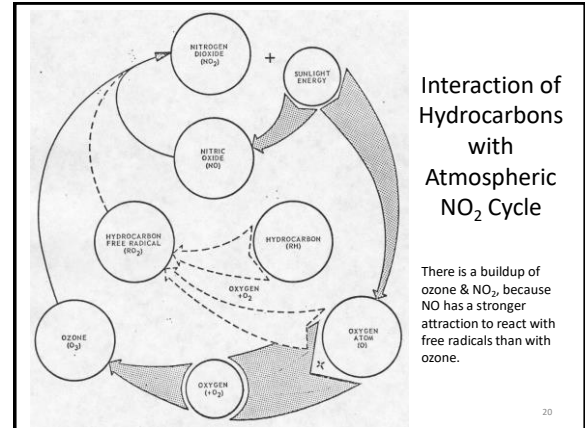 NITROGEN
DIOXIDE
(NO₂)
+
SUNLIGHT
ENERGY
NITRIC
OXIDE
(NO)
HYDROCARBON
FREE RADICAL
(RO₂)
HYDROCARBON
(RH)
OXYGEN
+O₂
OZONE
(O₃)
OXYGEN
(+O₂)
OXYGEN
ATOM
(O)
Interaction of
Hydrocarbons
with
Atmospheric
NO₂ Cycle
There is a buildup of
ozone & NO₂, because
NO has a stronger
attraction to react with
free radicals than with
ozone.
20